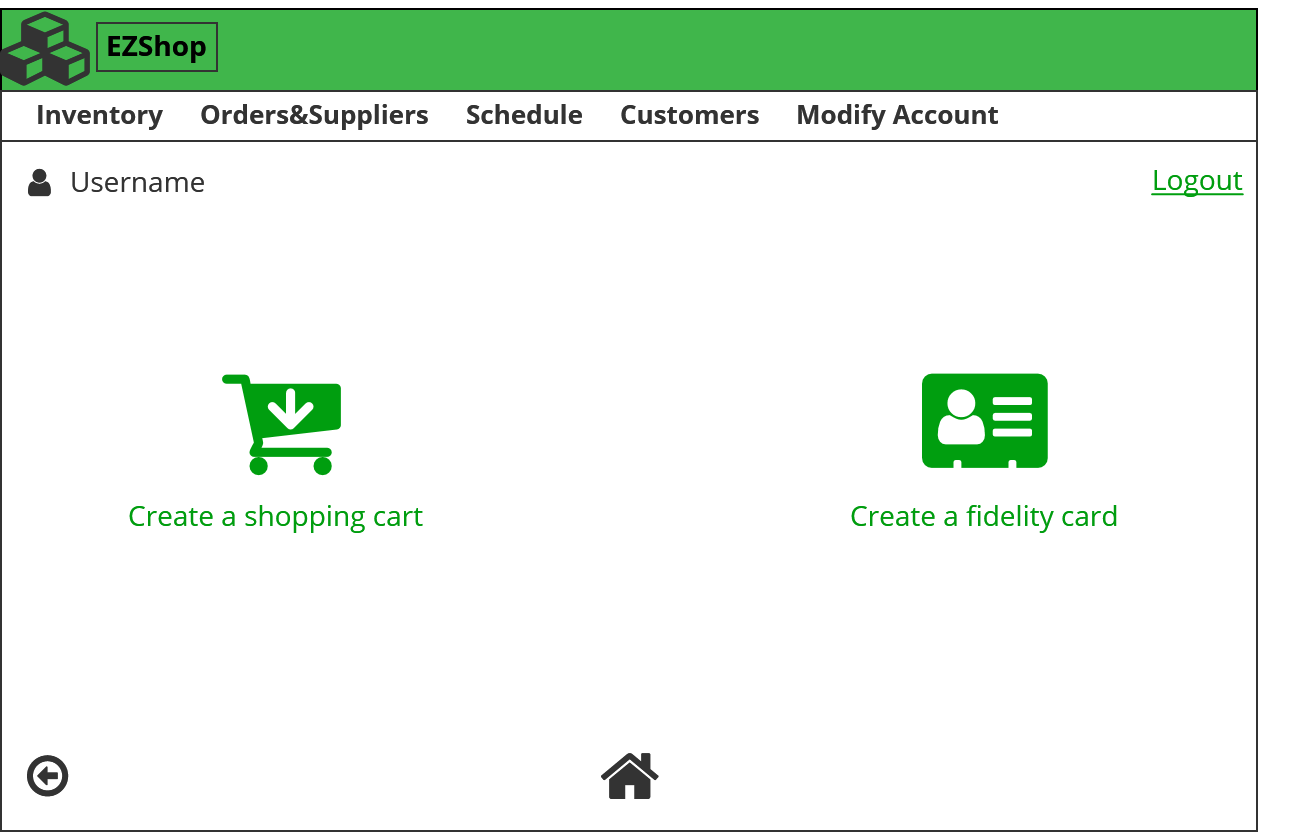 EZShop
Inventory Orders&Suppliers Schedule Customers Modify Account
Username
Logout
Create a shopping cart
Create a fidelity card